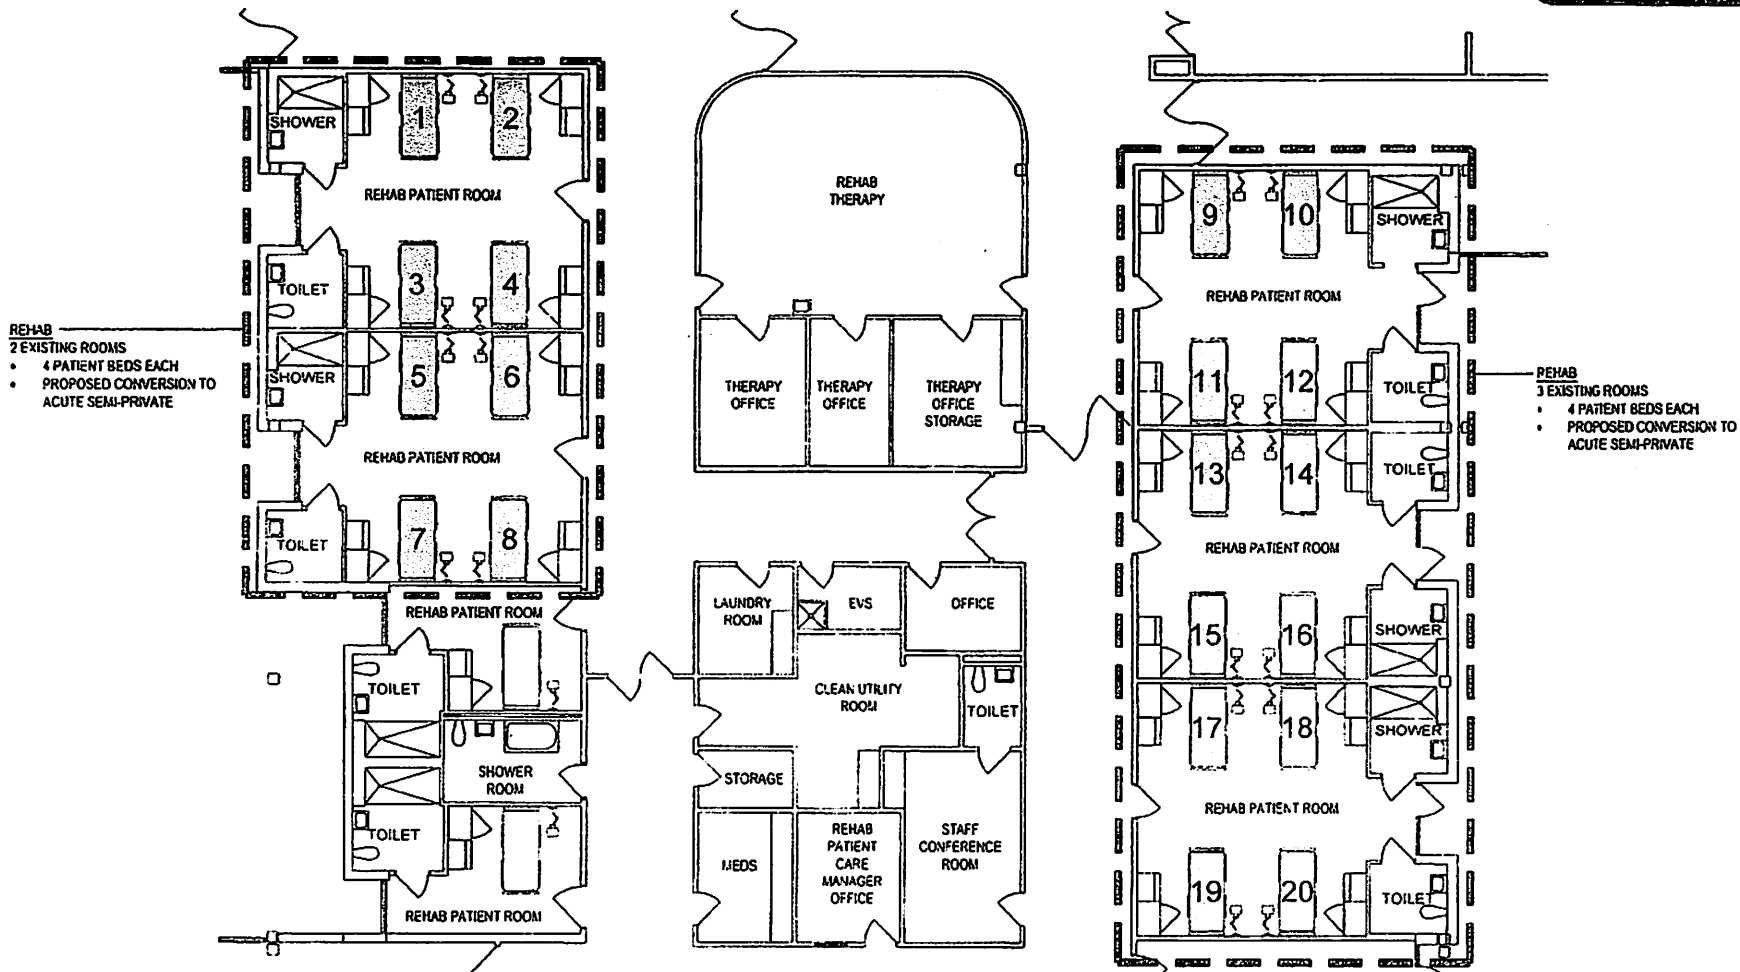 SHOWER
1
2
REHAB PATIENT ROOM
TOILET
3
4
SHOWER
5
6
REHAB PATIENT ROOM
TOILET
7
8
REHAB
2 EXISTING ROOMS
• 4 PATIENT BEDS EACH
• PROPOSED CONVERSION TO
ACUTE SEMI-PRIVATE
REHAB PATIENT ROOM
TOILET
SHOWER
ROOM
TOILET
REHAB PATIENT ROOM
REHAB
THERAPY
THERAPY
OFFICE
THERAPY
OFFICE
THERAPY
OFFICE
STORAGE
LAUNDRY
ROOM
EVS
OFFICE
CLEAN UTILITY
ROOM
TOILET
STORAGE
MEDS
REHAB
PATIENT
CARE
MANAGER
OFFICE
STAFF
CONFERENCE
ROOM
9
10
SHOWER
REHAB PATIENT ROOM
11
12
TOILET
13
14
TOILET
REHAB PATIENT ROOM
15
16
SHOWER
17
18
SHOWER
REHAB PATIENT ROOM
19
20
TOILET
REHAB
3 EXISTING ROOMS
• 4 PATIENT BEDS EACH
• PROPOSED CONVERSION TO
ACUTE SEMI-PRIVATE